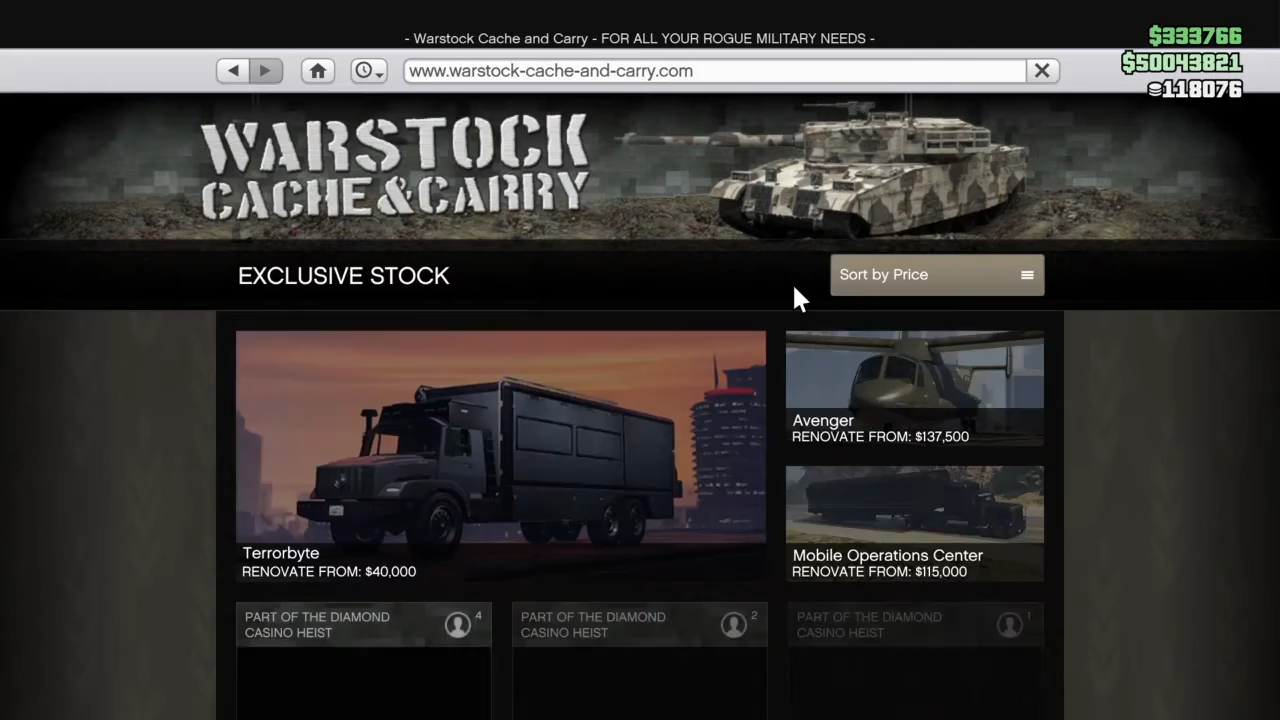 - Warstock Cache and Carry - FOR ALL YOUR ROGUE MILITARY NEEDS -
$333766
$50043821
118076
www.warstock-cache-and-carry.com
WARSTOCK
CACHE&CARRY
EXCLUSIVE STOCK
Sort by Price
Terrorbyte
RENOVATE FROM: $40,000
Avenger
RENOVATE FROM: $137,500
Mobile Operations Center
RENOVATE FROM: $115,000
PART OF THE DIAMOND
CASINO HEIST
4
PART OF THE DIAMOND
CASINO HEIST
2
PART OF THE DIAMOND
CASINO HEIST
1